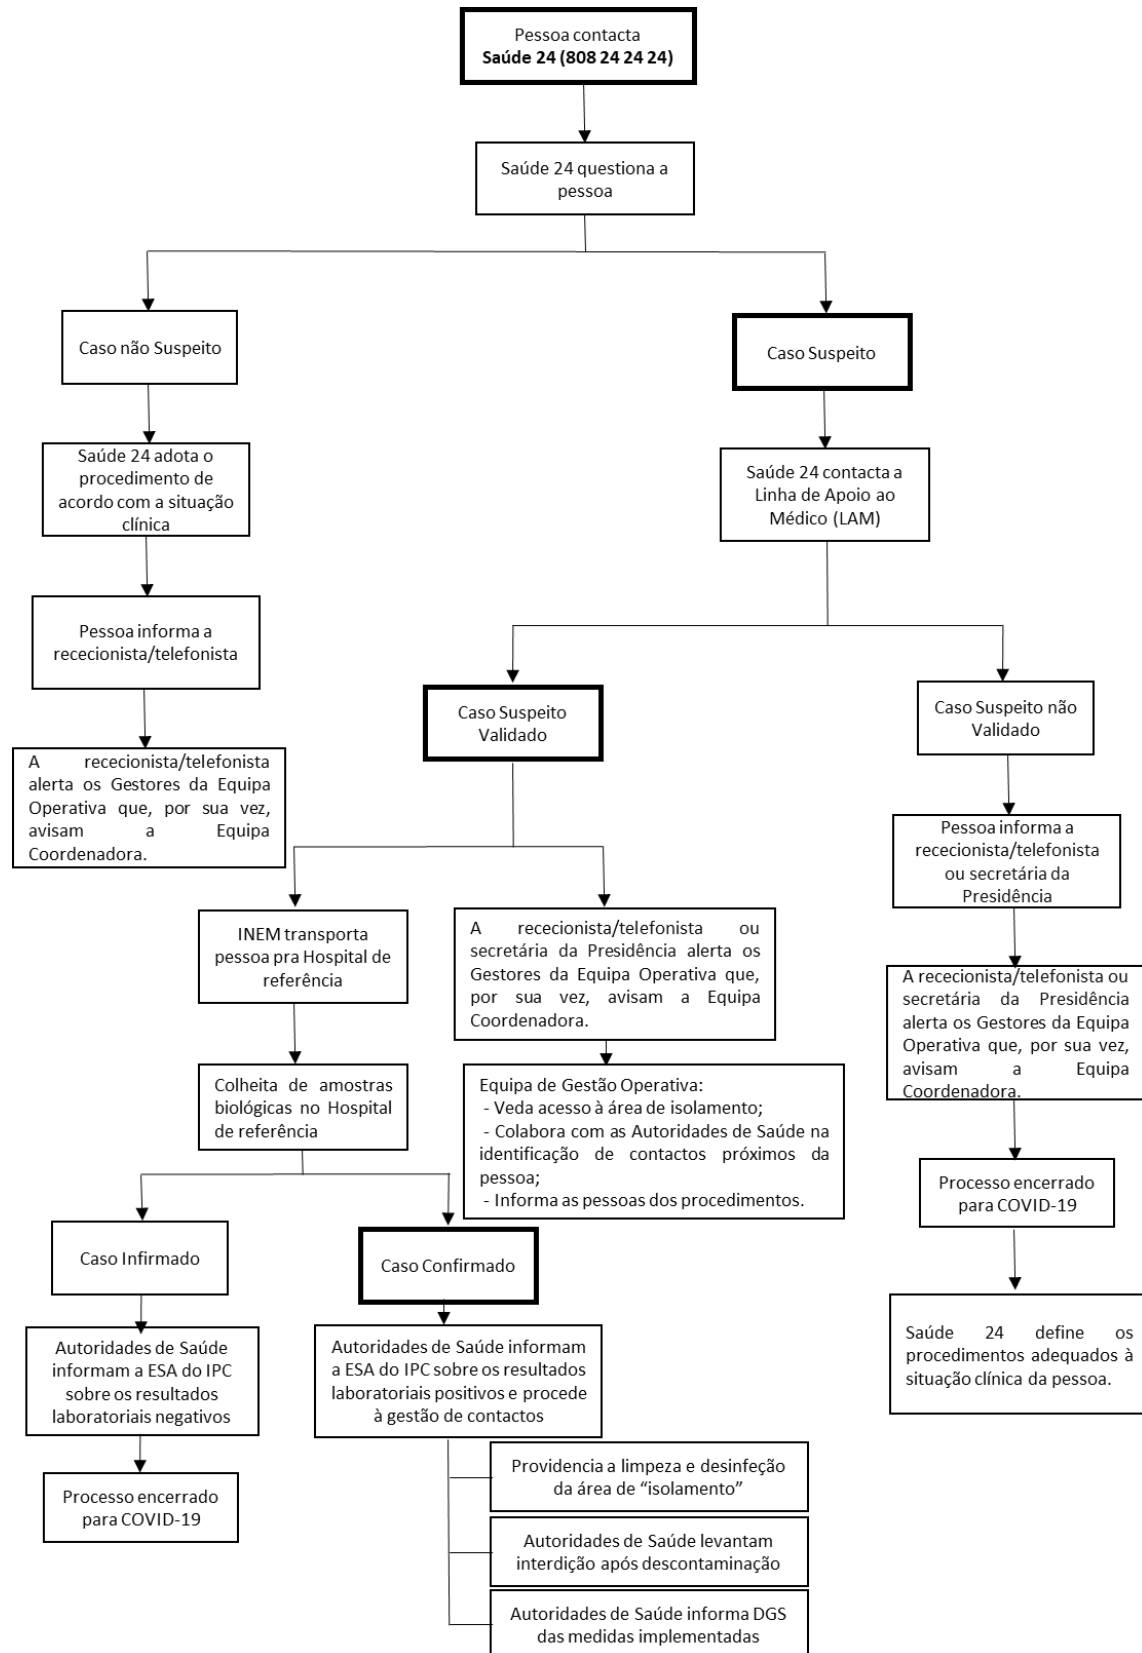 Pessoa contacta
Saúde 24 (808 24 24 24)
Saúde 24 questiona a
pessoa
Caso não Suspeito
Caso Suspeito
Saúde 24 adota o
procedimento de
acordo com a situação
clínica
Saúde 24 contacta a
Linha de Apoio ao
Médico (LAM)
Pessoa informa a
rececionista/telefonista
Caso Suspeito
Validado
Caso Suspeito não
Validado
A rececionista/telefonista
alerta os Gestores da Equipa
Operativa que, por sua vez,
avisam a Equipa
Coordenadora.
Pessoa informa a
rececionista/telefonista
ou secretária da
Presidência
INEM transporta
pessoa pra Hospital de
referência
A rececionista/telefonista ou
secretária da Presidência alerta os
Gestores da Equipa Operativa que,
por sua vez, avisam a Equipa
Coordenadora.
A rececionista/telefonista ou
secretária da Presidência
alerta os Gestores da Equipa
Operativa que, por sua vez,
avisam a Equipa
Coordenadora.
Colheita de amostras
biológicas no Hospital
de referência
Equipa de Gestão Operativa:
- Veda acesso à área de isolamento;
- Colabora com as Autoridades de Saúde na
identificação de contactos próximos da
pessoa;
- Informa as pessoas dos procedimentos.
Processo encerrado
para COVID-19
Caso Infirmado
Caso Confirmado
Saúde 24 define os
procedimentos adequados à
situação clínica da pessoa.
Autoridades de Saúde
informam a ESA do IPC
sobre os resultados
laboratoriais negativos
Autoridades de Saúde informam
a ESA do IPC sobre os resultados
laboratoriais positivos e procede
à gestão de contactos
Processo encerrado
para COVID-19
Providencia a limpeza e desinfeção
da área de “isolamento”
Autoridades de Saúde levantam
interdição após descontaminação
Autoridades de Saúde informa DGS
das medidas implementadas